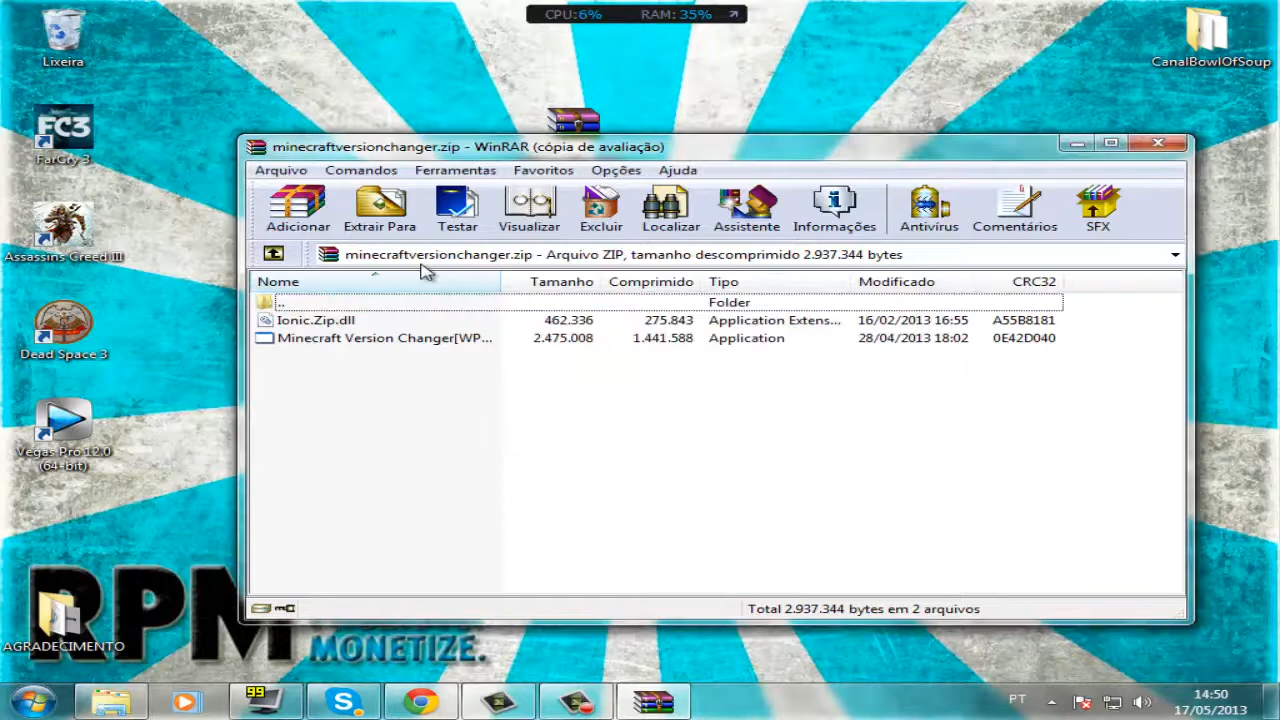 CPU:6% RAM: 35%
Lixeira
CanalBowlOfSoup
FC3
FarCry 3
minecraftversionchanger.zip - WinRAR (cópia de avaliação)
Arquivo Comandos Ferramentas Favoritos Opções Ajuda
Adicionar Extrair Para Testar Visualizar Excluir Localizar Assistente Informações Antivírus Comentários SFX
Assassins Greed III
minecraftversionchanger.zip - Arquivo ZIP, tamanho descomprimido 2.937.344 bytes
Nome Tamanho Comprimido Tipo Modificado CRC32
.. Folder
Ionic.Zip.dll 462.336 275.843 Application Extens... 16/02/2013 16:55 A55B8181
Minecraft Version Changer[WP... 2.475.008 1.441.588 Application 28/04/2013 18:02 0E42D040
Dead Space 3
Vegas Pro 12.0
(64-bit)
Total 2.937.344 bytes em 2 arquivos
RPM
MONETIZE.
AGRADECIMENTO
99
PT
14:50
17/05/2013